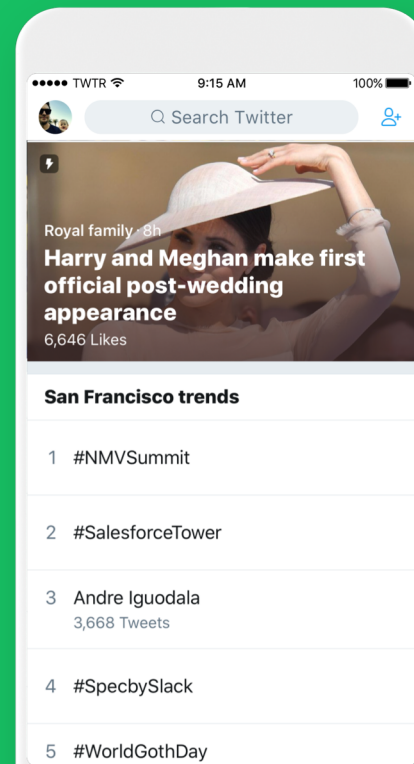 TWTR 9:15 AM 100%
Search Twitter
Royal family · 8h
Harry and Meghan make first
official post-wedding
appearance
6,646 Likes
San Francisco trends
1 #NMVSummit
2 #SalesforceTower
3 Andre Iguodala
3,668 Tweets
4 #SpecbySlack
5 #WorldGothDay